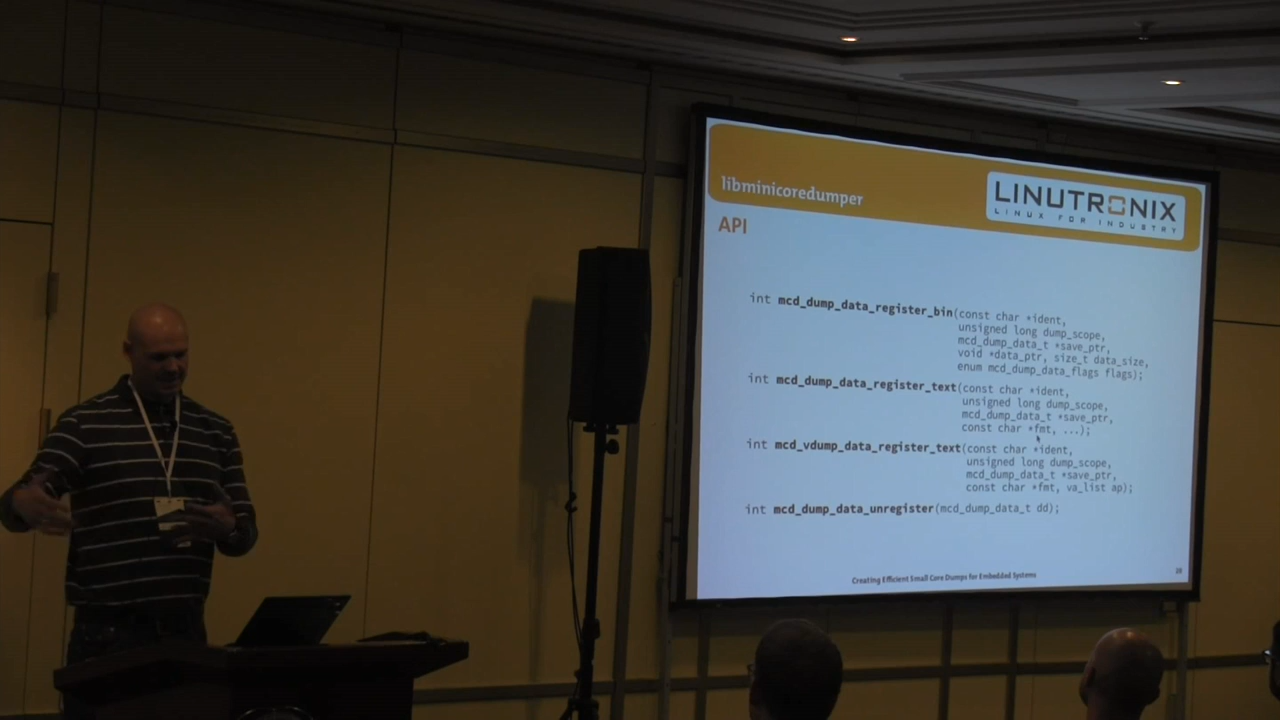 libminicoredumper
LINUTRONIX
LINUX FOR INDUSTRY
API
int mcd_dump_data_register_bin(const char *ident,
unsigned long dump_scope,
mcd_dump_data_t *save_ptr,
void *data_ptr, size_t data_size,
enum mcd_dump_data_flags flags);
int mcd_dump_data_register_text(const char *ident,
unsigned long dump_scope,
mcd_dump_data_t *save_ptr,
const char *fmt, ...);
int mcd_vdump_data_register_text(const char *ident,
unsigned long dump_scope,
mcd_dump_data_t *save_ptr,
const char *fmt, va_list ap);
int mcd_dump_data_unregister(mcd_dump_data_t dd);
Creating Efficient Small Core Dumps for Embedded Systems